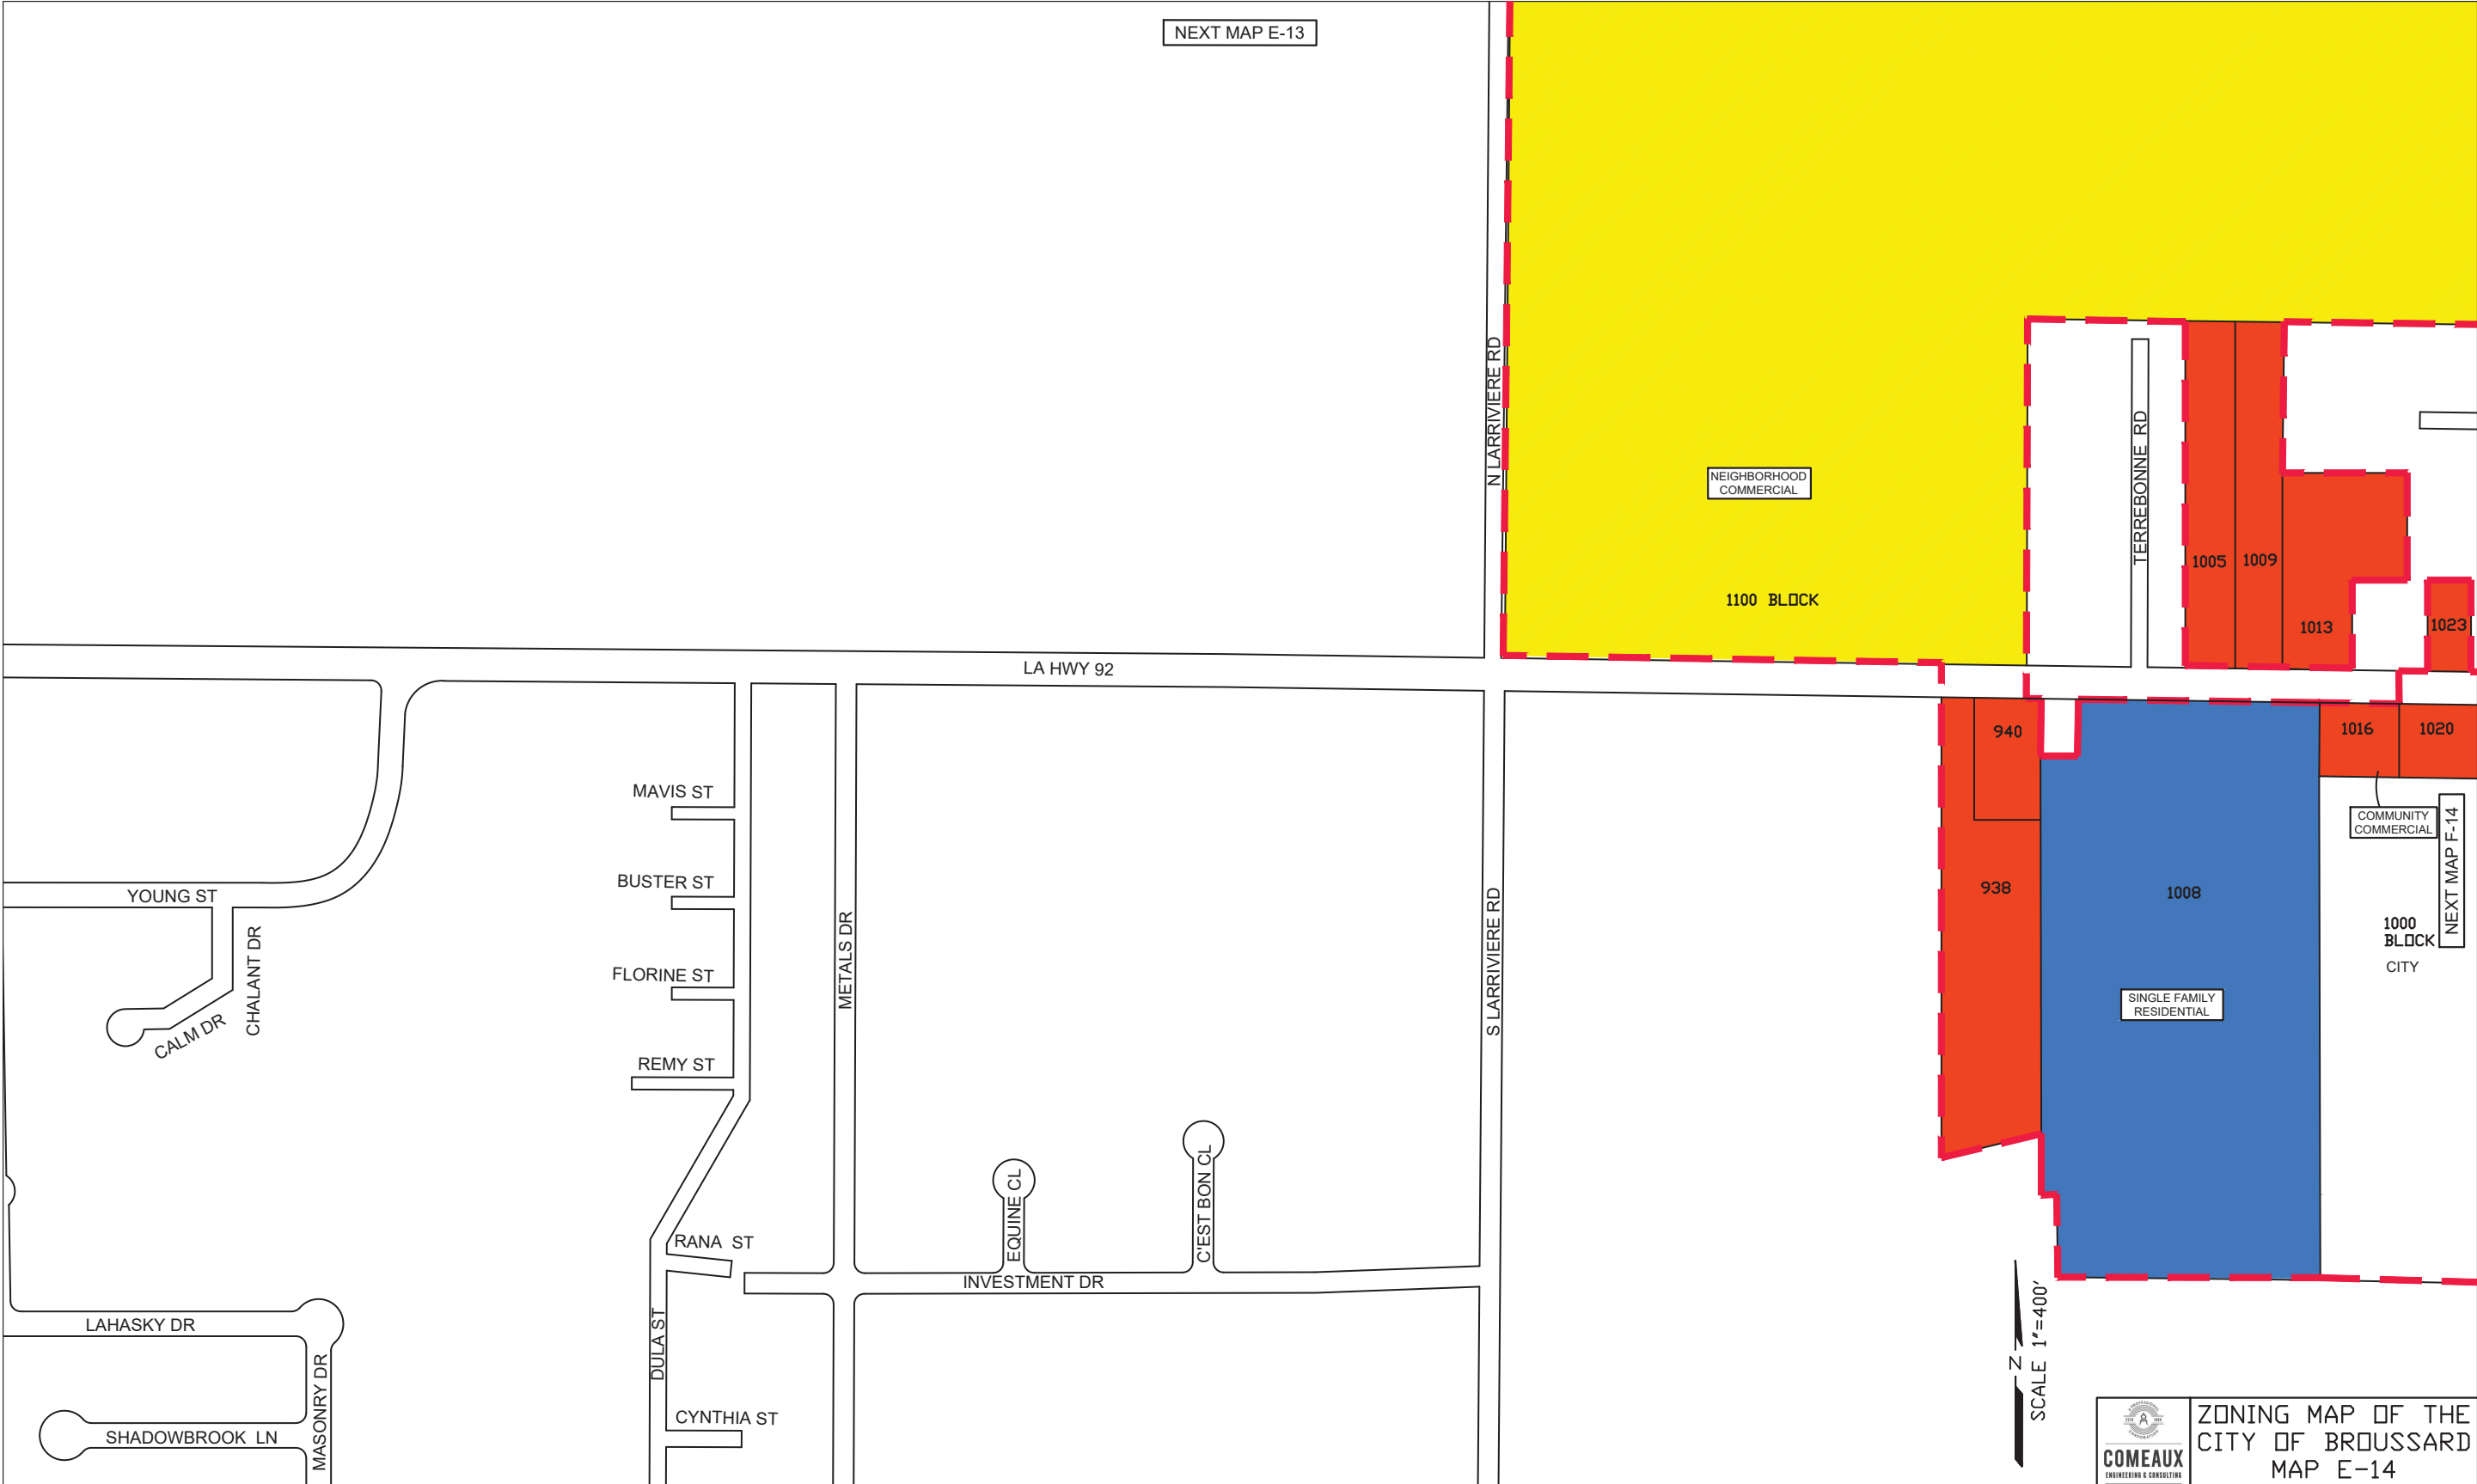 NEXT MAP E-13
N LARRIVIERE RD
TERREBONNE RD
NEIGHBORHOOD
COMMERCIAL
1100 BLOCK
1005
1009
1013
1023
LA HWY 92
940
1016
1020
MAVIS ST
COMMUNITY
COMMERCIAL
NEXT MAP F-14
BUSTER ST
YOUNG ST
938
1008
1000
BLOCK
CITY
CHALANT DR
METALS DR
S LARRIVIERE RD
FLORINE ST
CALM DR
SINGLE FAMILY
RESIDENTIAL
REMY ST
EQUINE CL
C'EST BON CL
RANA ST
INVESTMENT DR
LAHASKY DR
DULA ST
MASONRY DR
N
SCALE 1"=400'
CYNTHIA ST
SHADOWBROOK LN
COMEAUX
ENGINEERING & CONSULTING
ZONING MAP OF THE
CITY OF BROUSSARD
MAP E-14